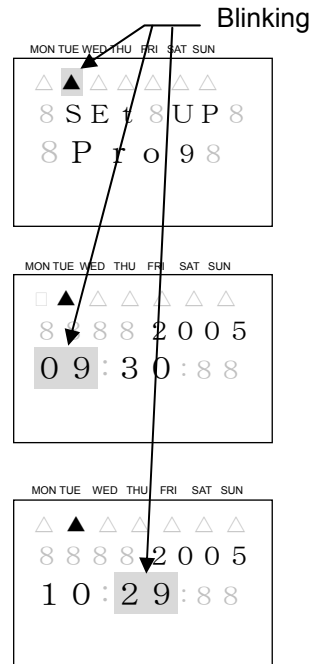 Blinking
MON TUE WED THU FRI SAT SUN
△ ▲ △ △ △ △ △
8 S E t 8 U P 8
8 P r o 9 8
MON TUE WED THU FRI SAT SUN
□ ▲ △ △ △ △ △
8 8 8 8 2 0 0 5
0 9 : 3 0 : 8 8
MON TUE WED THU FRI SAT SUN
△ ▲ △ △ △ △ △
8 8 8 8 2 0 0 5
1 0 : 2 9 : 8 8